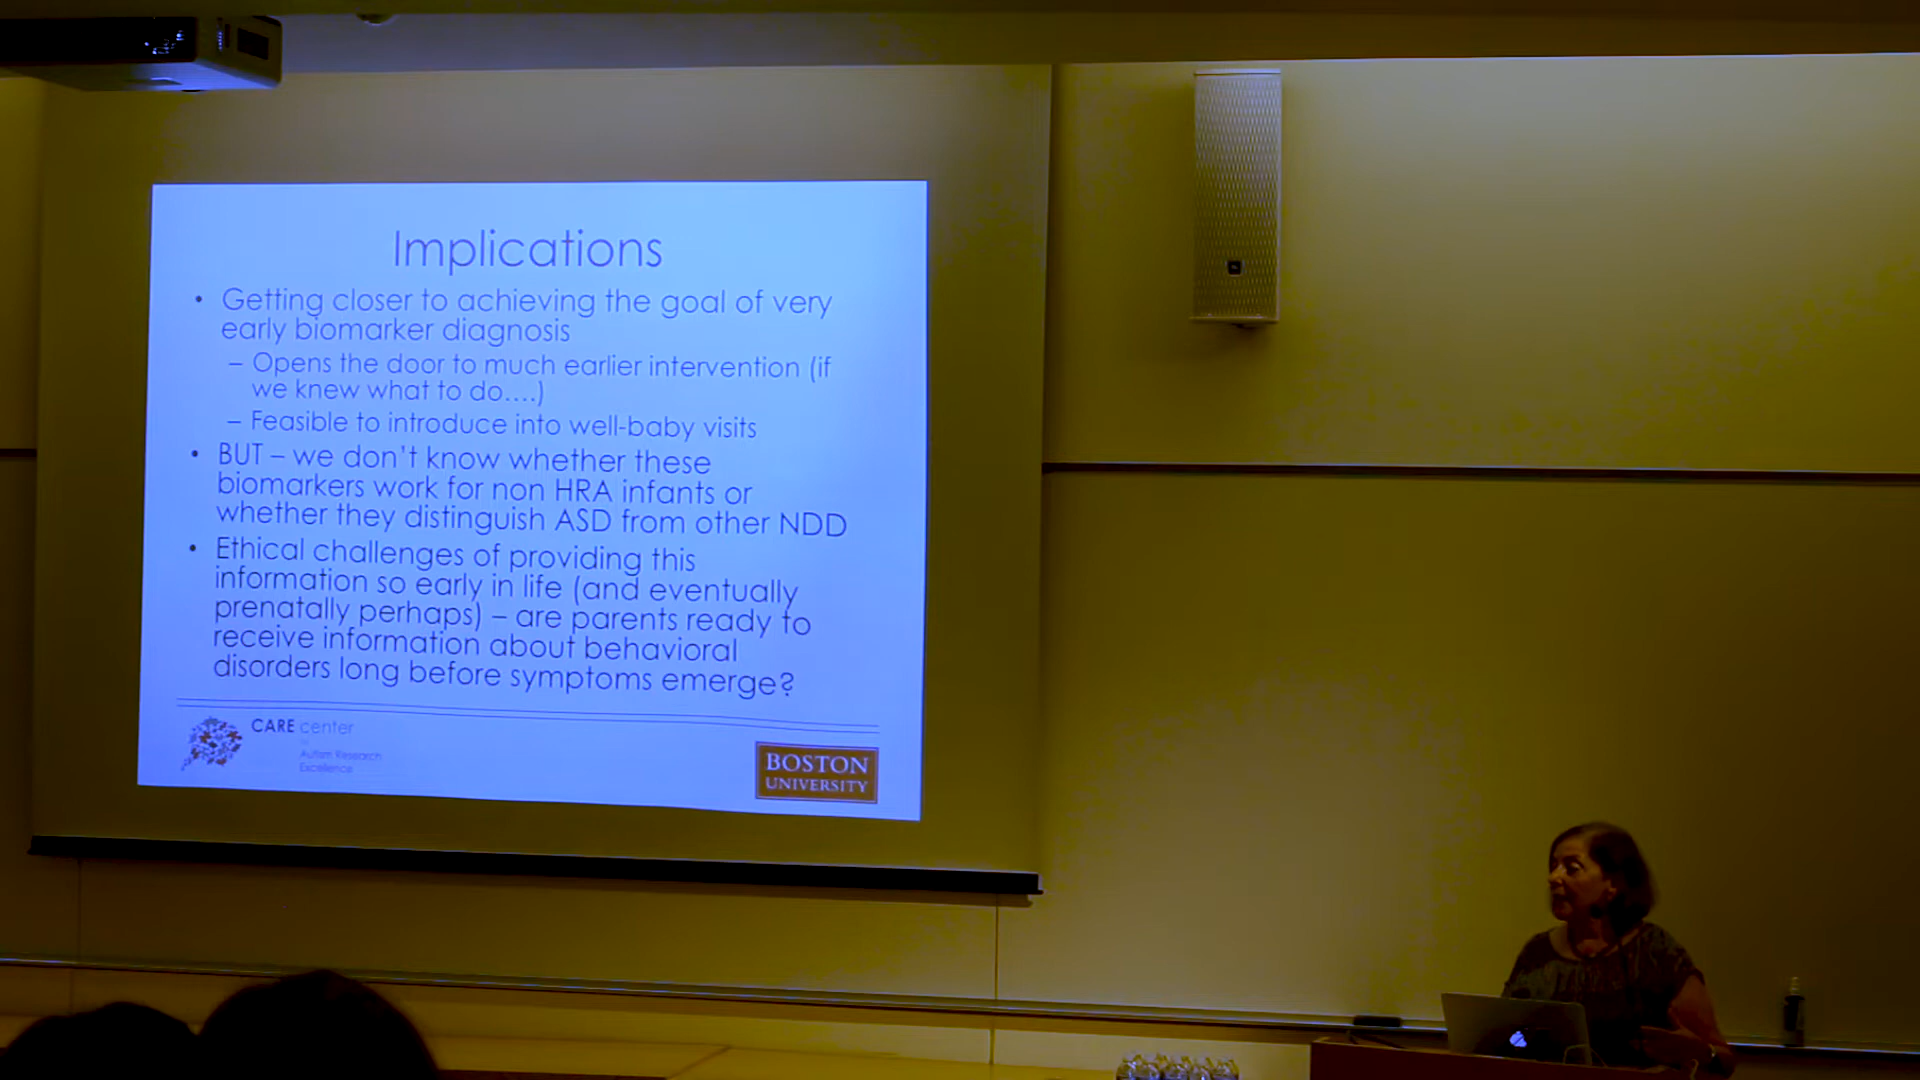 Implications
• Getting closer to achieving the goal of very
early biomarker diagnosis
– Opens the door to much earlier intervention (if
we knew what to do....)
– Feasible to introduce into well-baby visits
• BUT – we don't know whether these
biomarkers work for non HRA infants or
whether they distinguish ASD from other NDD
• Ethical challenges of providing this
information so early in life (and eventually
prenatally perhaps) – are parents ready to
receive information about behavioral
disorders long before symptoms emerge?
CARE center
Autism Research
Excellence
BOSTON
UNIVERSITY